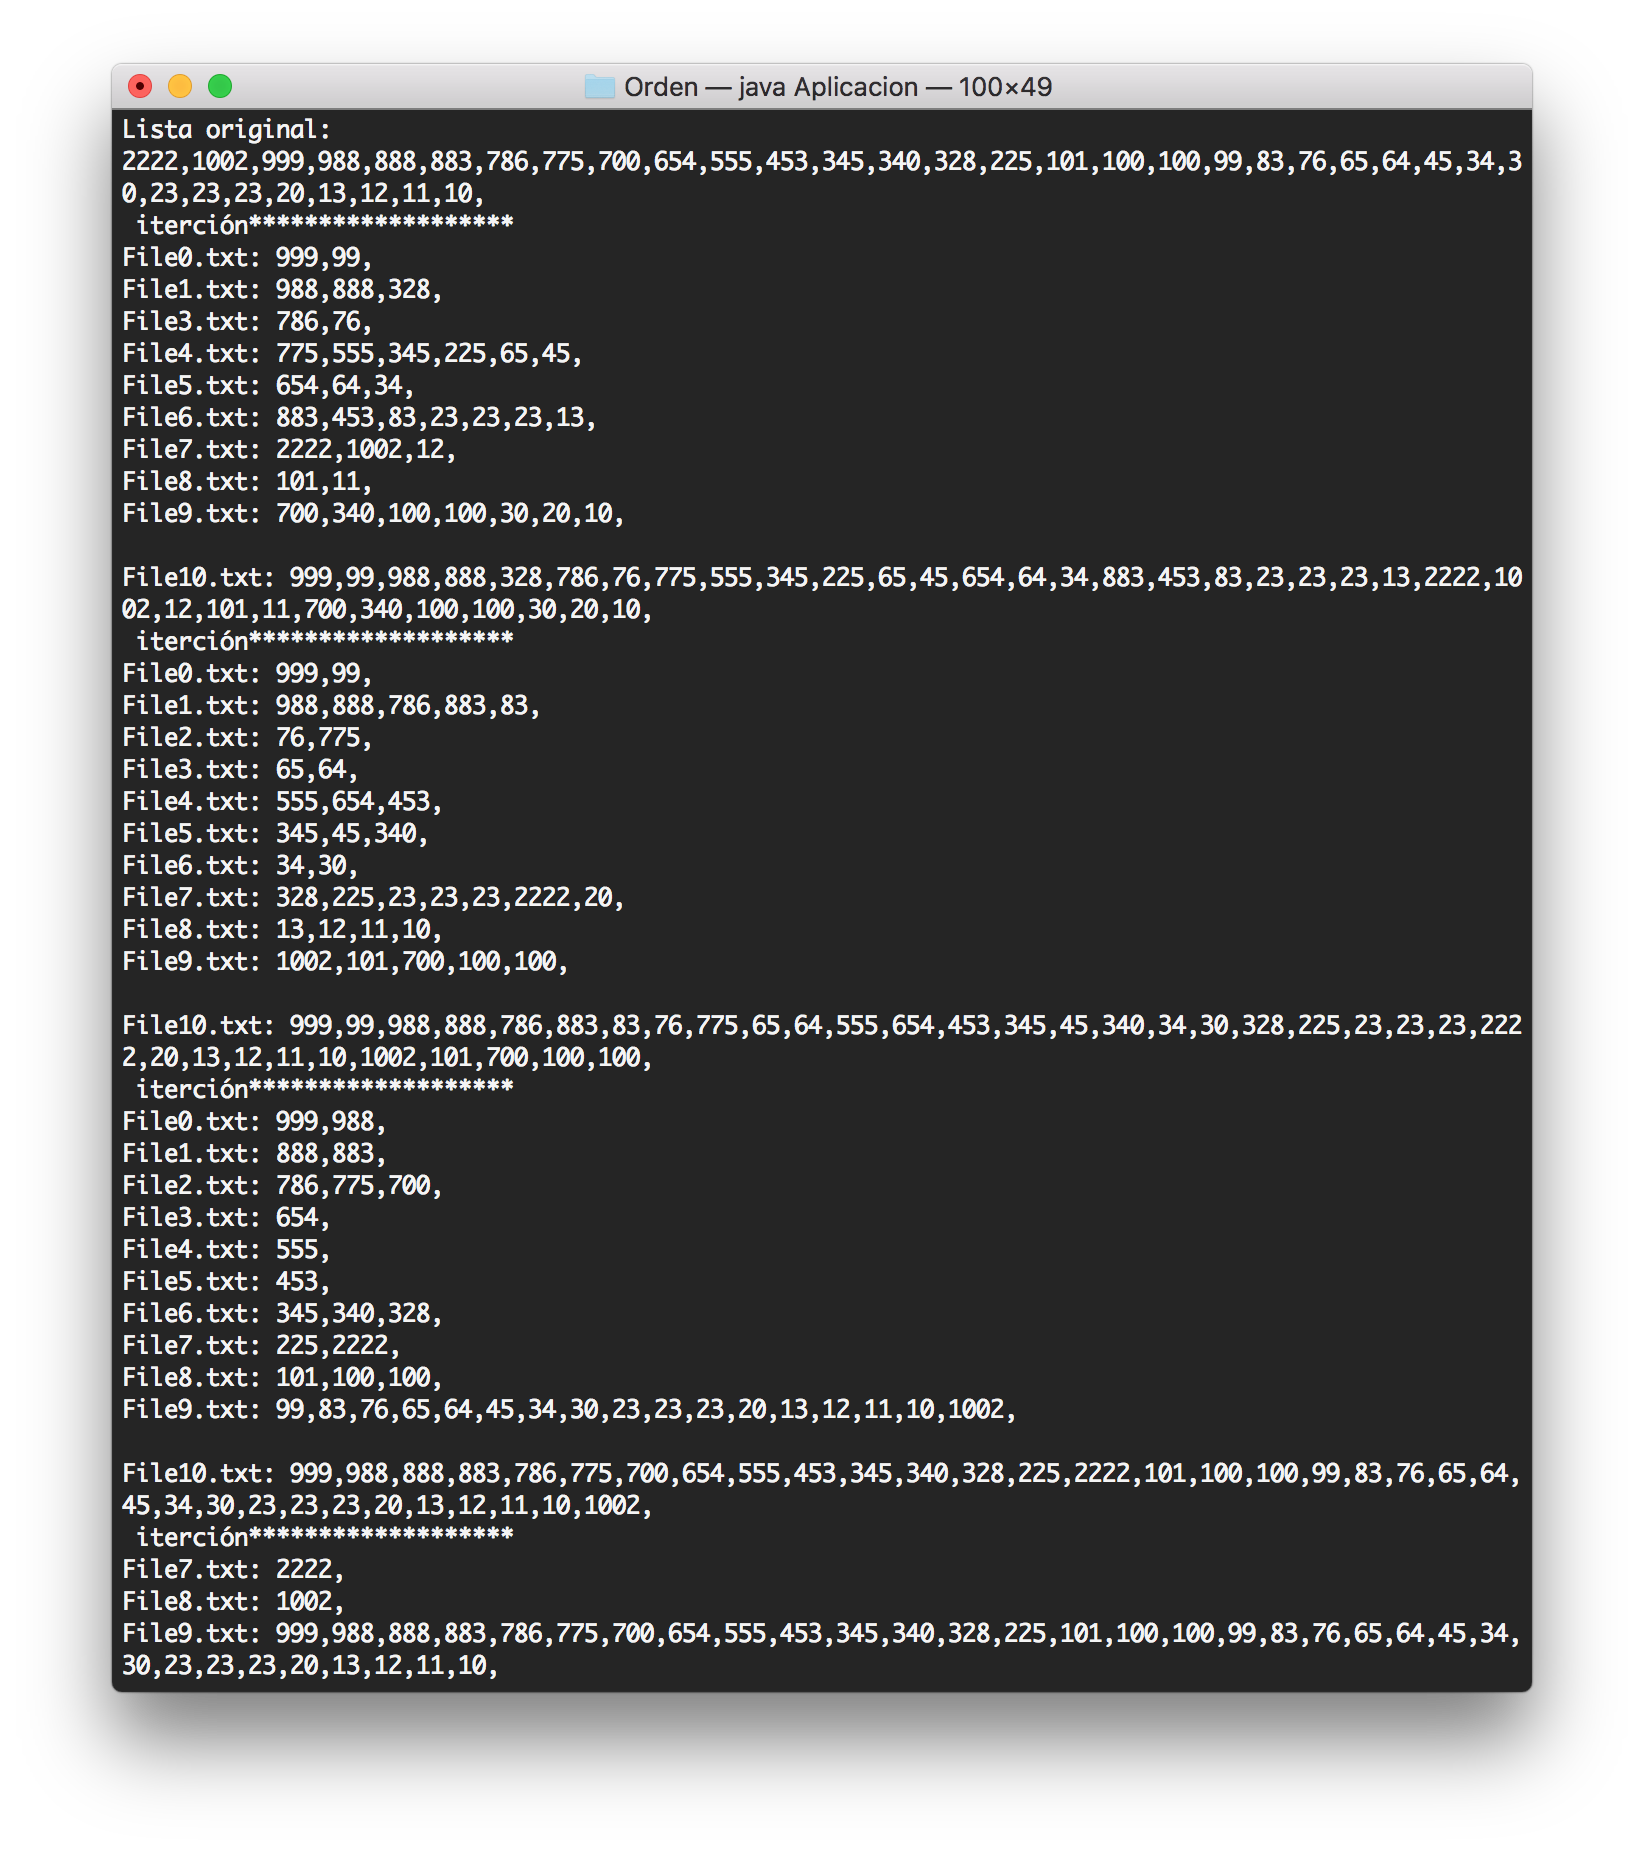 Orden — java Aplicacion — 100×49
Lista original:
2222,1002,999,988,888,883,786,775,700,654,555,453,345,340,328,225,101,100,100,99,83,76,65,64,45,34,3
0,23,23,23,20,13,12,11,10,
iterción*******************
File0.txt: 999,99,
File1.txt: 988,888,328,
File3.txt: 786,76,
File4.txt: 775,555,345,225,65,45,
File5.txt: 654,64,34,
File6.txt: 883,453,83,23,23,23,13,
File7.txt: 2222,1002,12,
File8.txt: 101,11,
File9.txt: 700,340,100,100,30,20,10,
File10.txt: 999,99,988,888,328,786,76,775,555,345,225,65,45,654,64,34,883,453,83,23,23,23,13,2222,10
02,12,101,11,700,340,100,100,30,20,10,
iterción*******************
File0.txt: 999,99,
File1.txt: 988,888,786,883,83,
File2.txt: 76,775,
File3.txt: 65,64,
File4.txt: 555,654,453,
File5.txt: 345,45,340,
File6.txt: 34,30,
File7.txt: 328,225,23,23,23,2222,20,
File8.txt: 13,12,11,10,
File9.txt: 1002,101,700,100,100,
File10.txt: 999,99,988,888,786,883,83,76,775,65,64,555,654,453,345,45,340,34,30,328,225,23,23,23,222
2,20,13,12,11,10,1002,101,700,100,100,
iterción*******************
File0.txt: 999,988,
File1.txt: 888,883,
File2.txt: 786,775,700,
File3.txt: 654,
File4.txt: 555,
File5.txt: 453,
File6.txt: 345,340,328,
File7.txt: 225,2222,
File8.txt: 101,100,100,
File9.txt: 99,83,76,65,64,45,34,30,23,23,23,20,13,12,11,10,1002,
File10.txt: 999,988,888,883,786,775,700,654,555,453,345,340,328,225,2222,101,100,100,99,83,76,65,64,
45,34,30,23,23,23,20,13,12,11,10,1002,
iterción*******************
File7.txt: 2222,
File8.txt: 1002,
File9.txt: 999,988,888,883,786,775,700,654,555,453,345,340,328,225,101,100,100,99,83,76,65,64,45,34,
30,23,23,23,20,13,12,11,10,